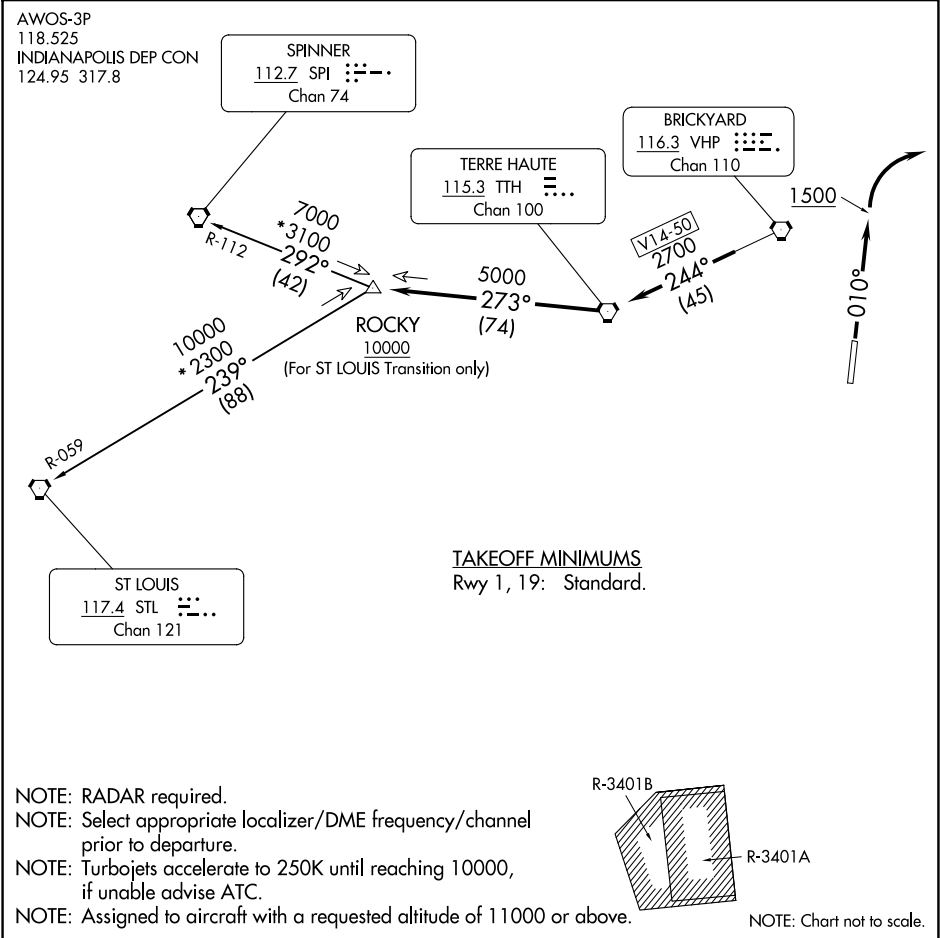 AWOS-3P
118.525
INDIANAPOLIS DEP CON
124.95 317.8
SPINNER
112.7 SPI
Chan 74
BRICKYARD
116.3 VHP
Chan 110
TERRE HAUTE
115.3 TTH
Chan 100
1500
7000
*3100
292°
(42)
R-112
V14-50
2700
244°
(45)
5000
273°
(74)
010°
ROCKY
10000
(For ST LOUIS Transition only)
10000
*2300
239°
(88)
R-059
ST LOUIS
117.4 STL
Chan 121
TAKEOFF MINIMUMS
Rwy 1, 19: Standard.
NOTE: RADAR required.
NOTE: Select appropriate localizer/DME frequency/channel
prior to departure.
NOTE: Turbojets accelerate to 250K until reaching 10000,
if unable advise ATC.
NOTE: Assigned to aircraft with a requested altitude of 11000 or above.
R-3401B
R-3401A
NOTE: Chart not to scale.